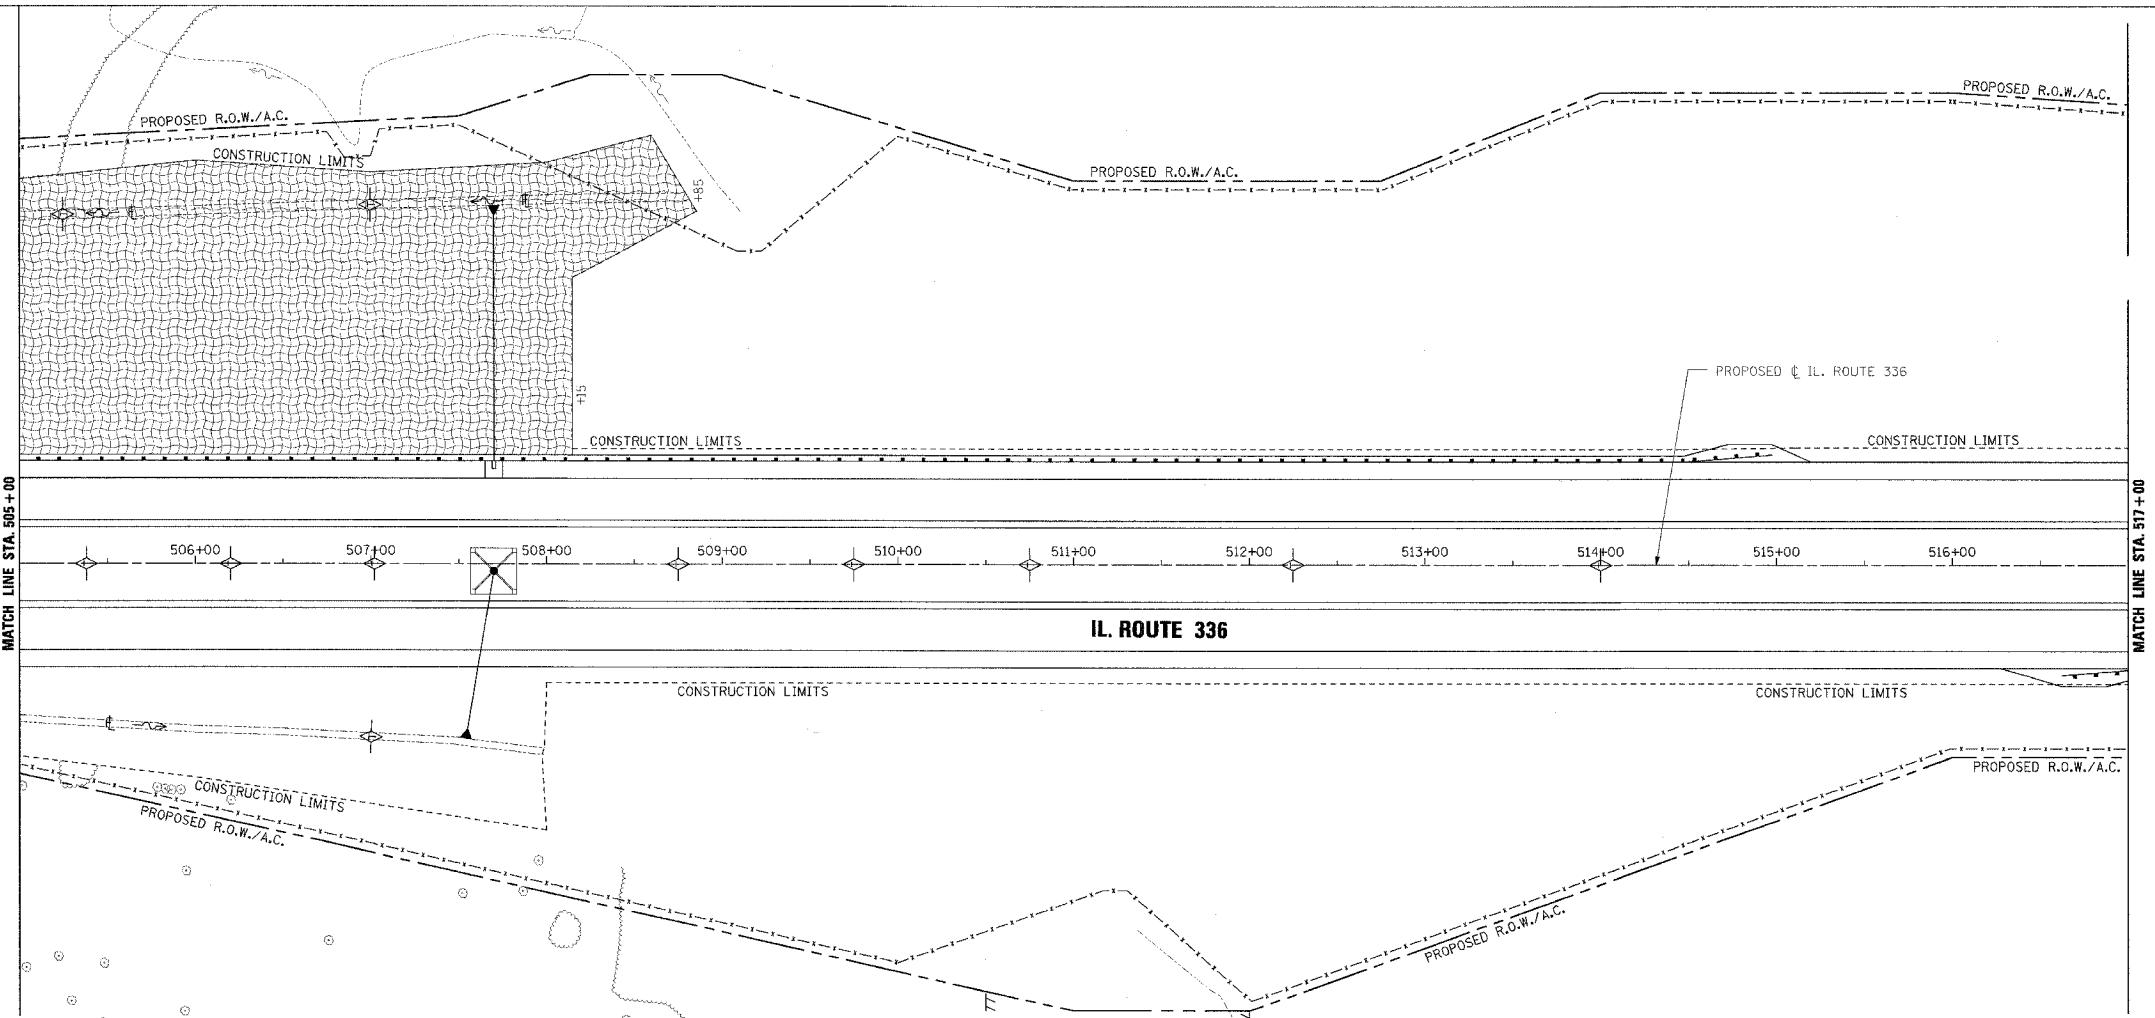 PROPOSED R.O.W./A.C.
PROPOSED R.O.W./A.C.
CONSTRUCTION LIMITS
PROPOSED R.O.W./A.C.
+85
℄
℄
PROPOSED ℄ IL. ROUTE 336
+15
CONSTRUCTION LIMITS
CONSTRUCTION LIMITS
MATCH LINE STA. 505+00
506+00
507+00
508+00
509+00
510+00
511+00
512+00
513+00
514+00
515+00
516+00
MATCH LINE STA. 517+00
IL. ROUTE 336
CONSTRUCTION LIMITS
CONSTRUCTION LIMITS
℄
PROPOSED R.O.W./A.C.
CONSTRUCTION LIMITS
PROPOSED R.O.W./A.C.
PROPOSED R.O.W./A.C.